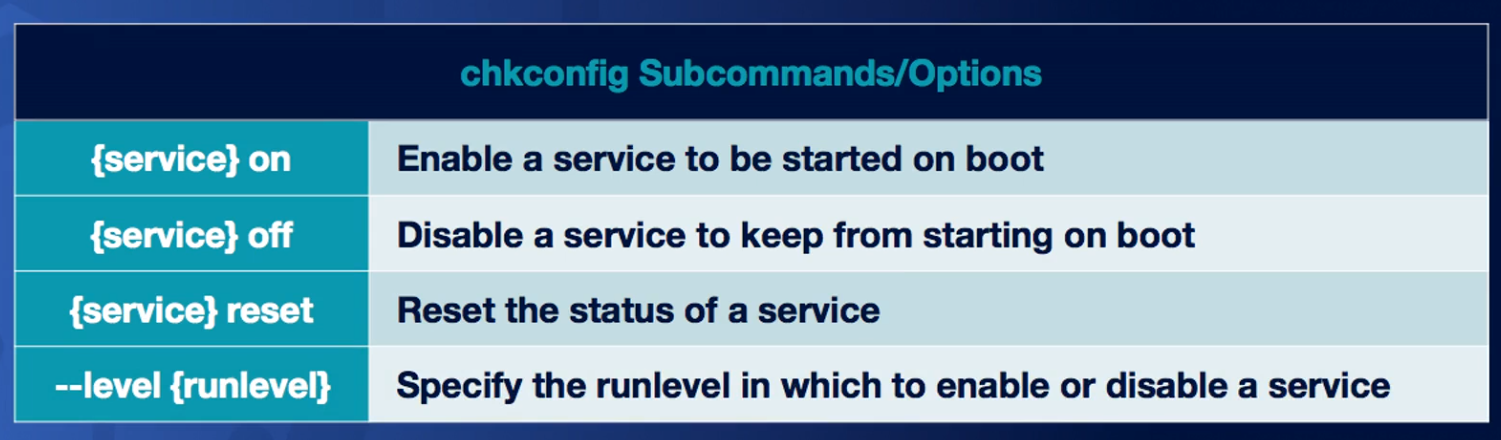 chkconfig Subcommands/Options
{service} on Enable a service to be started on boot
{service} off Disable a service to keep from starting on boot
{service} reset Reset the status of a service
--level {runlevel} Specify the runlevel in which to enable or disable a service